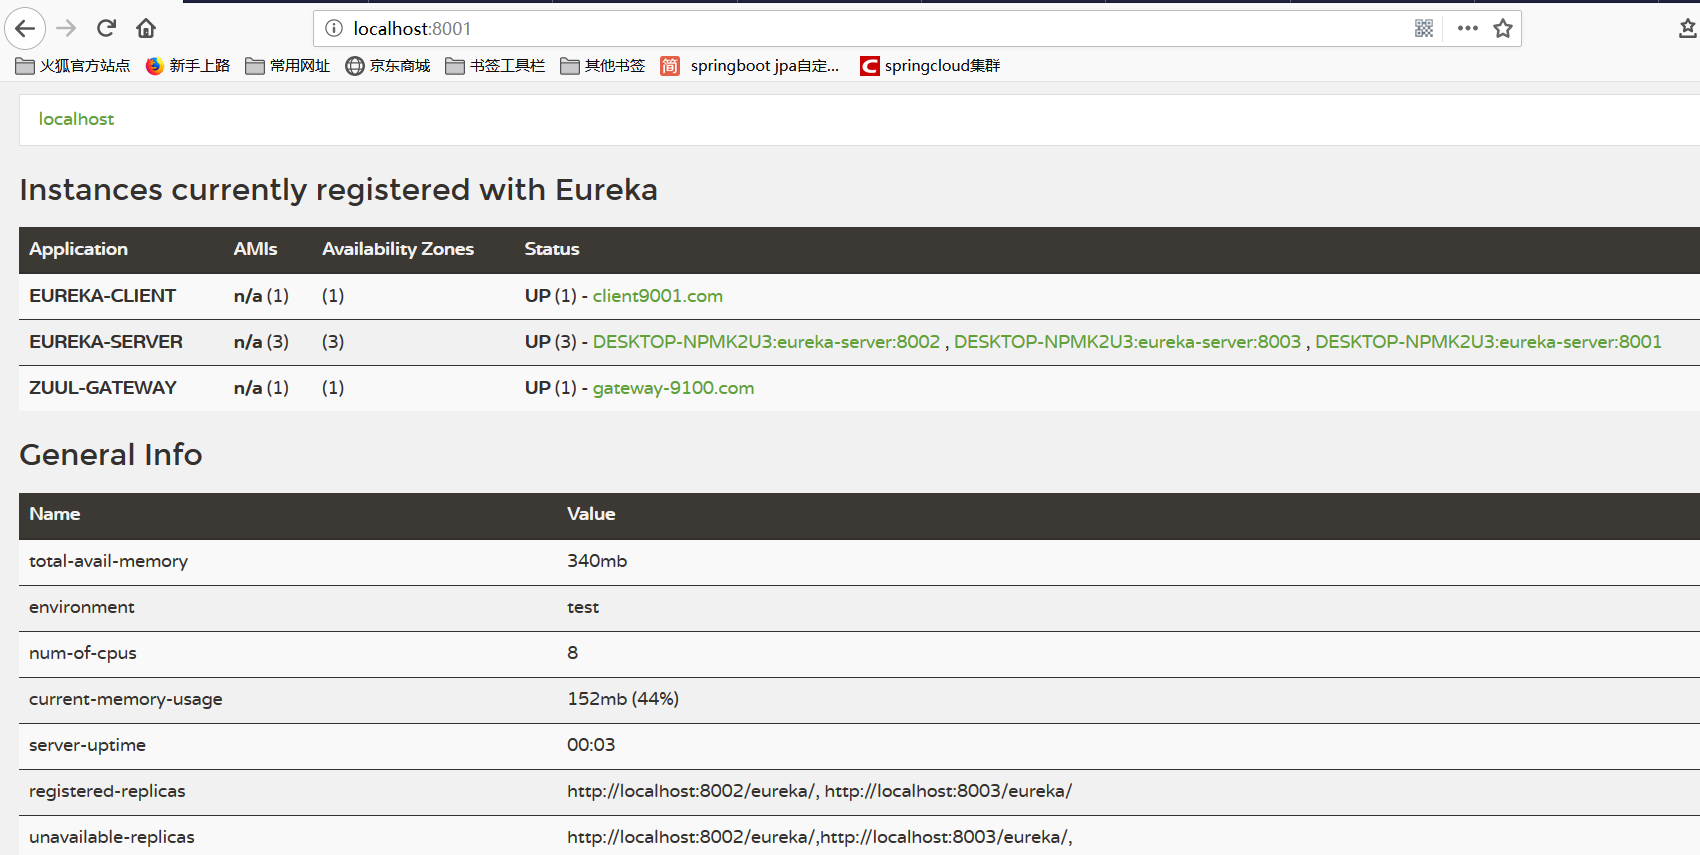 localhost:8001
火狐官方站点 新手上路 常用网址 京东商城 书签工具栏 其他书签 简 springboot jpa自定... C springcloud集群
localhost
Instances currently registered with Eureka
Application AMIs Availability Zones Status
EUREKA-CLIENT n/a (1) (1) UP (1) - client9001.com
EUREKA-SERVER n/a (3) (3) UP (3) - DESKTOP-NPMK2U3:eureka-server:8002 , DESKTOP-NPMK2U3:eureka-server:8003 , DESKTOP-NPMK2U3:eureka-server:8001
ZUUL-GATEWAY n/a (1) (1) UP (1) - gateway-9100.com
General Info
Name Value
total-avail-memory 340mb
environment test
num-of-cpus 8
current-memory-usage 152mb (44%)
server-uptime 00:03
registered-replicas http://localhost:8002/eureka/, http://localhost:8003/eureka/
unavailable-replicas http://localhost:8002/eureka/,http://localhost:8003/eureka/,